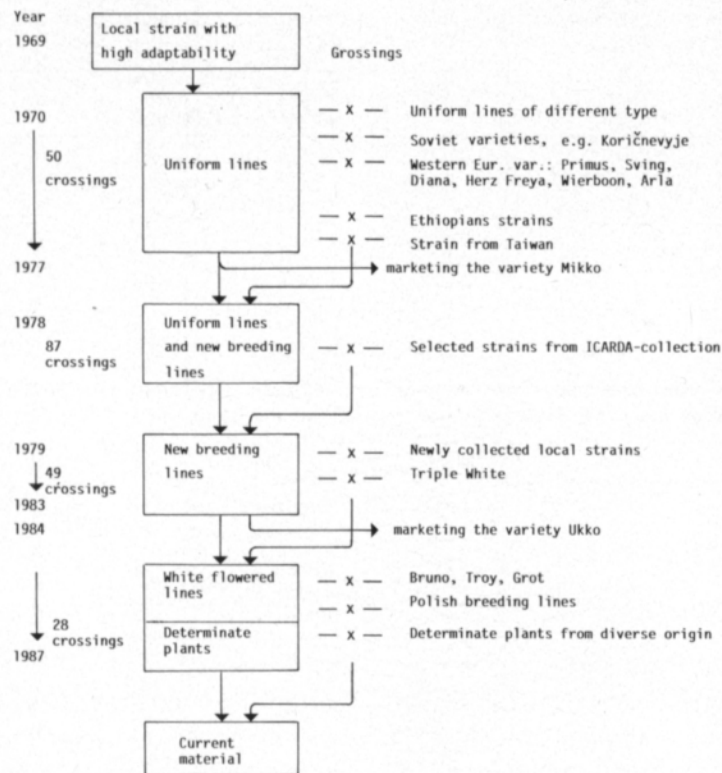 Year
1969
Local strain with
high adaptability
Grossings
1970
50
crossings
Uniform lines
— X — Uniform lines of different type
— X — Soviet varieties, e.g. Koričnevyje
— X — Western Eur. var.: Primus, Sving,
Diana, Herz Freya, Wierboon, Arla
— X — Ethiopians strains
— X — Strain from Taiwan
1977
marketing the variety Mikko
1978
87
crossings
Uniform lines
and new breeding
lines
— X — Selected strains from ICARDA-collection
1979
49
crossings
1983
New breeding
lines
— X — Newly collected local strains
— X — Triple White
1984
marketing the variety Ukko
28
crossings
1987
White flowered
lines
Determinate
plants
— X — Bruno, Troy, Grot
— X — Polish breeding lines
— X — Determinate plants from diverse origin
Current
material